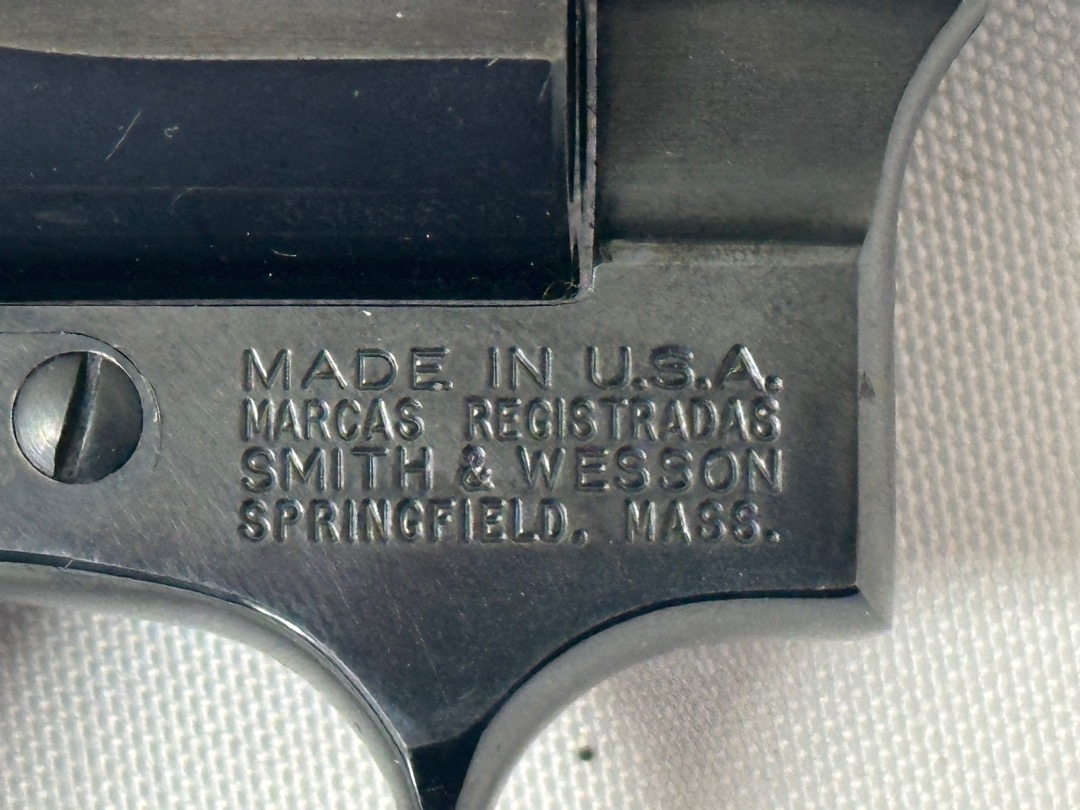 MADE IN U.S.A.
MARCAS REGISTRADAS
SMITH & WESSON
SPRINGFIELD, MASS.